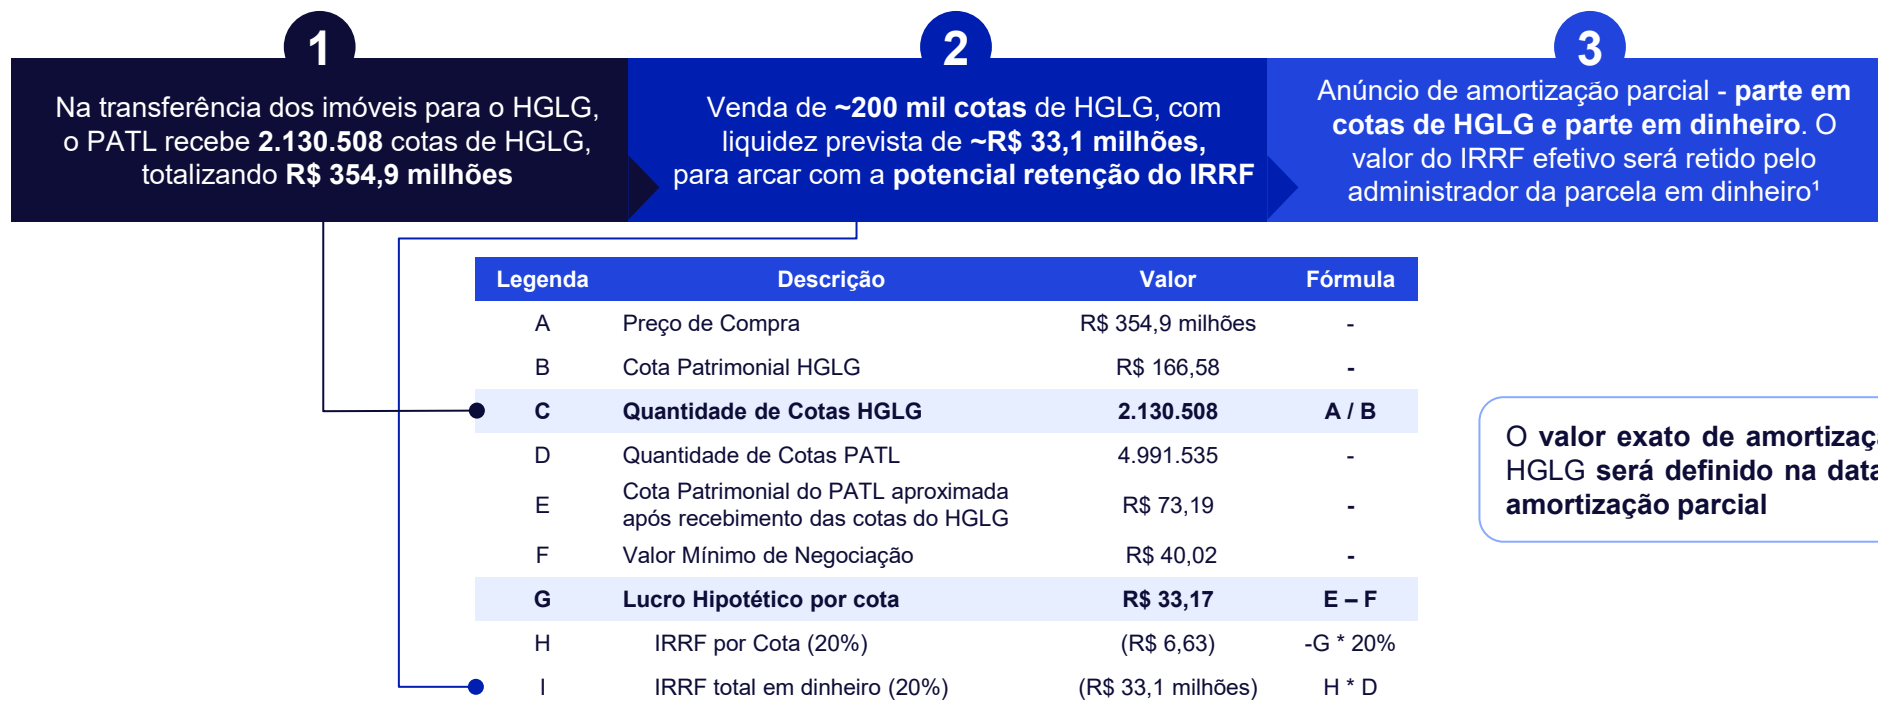 1
Na transferência dos imóveis para o HGLG,
o PATL recebe 2.130.508 cotas de HGLG,
totalizando R$ 354,9 milhões
2
Venda de ~200 mil cotas de HGLG, com
liquidez prevista de ~R$ 33,1 milhões,
para arcar com a potencial retenção do IRRF
3
Anúncio de amortização parcial - parte em
cotas de HGLG e parte em dinheiro. O
valor do IRRF efetivo será retido pelo
administrador da parcela em dinheiro¹
Legenda Descrição Valor Fórmula
A Preço de Compra R$ 354,9 milhões -
B Cota Patrimonial HGLG R$ 166,58 -
C Quantidade de Cotas HGLG 2.130.508 A / B
D Quantidade de Cotas PATL 4.991.535 -
E Cota Patrimonial do PATL aproximada
após recebimento das cotas do HGLG R$ 73,19 -
F Valor Mínimo de Negociação R$ 40,02 -
G Lucro Hipotético por cota R$ 33,17 E – F
H IRRF por Cota (20%) (R$ 6,63) -G * 20%
I IRRF total em dinheiro (20%) (R$ 33,1 milhões) H * D
O valor exato de
HGLG será definido na data
amortização parcial